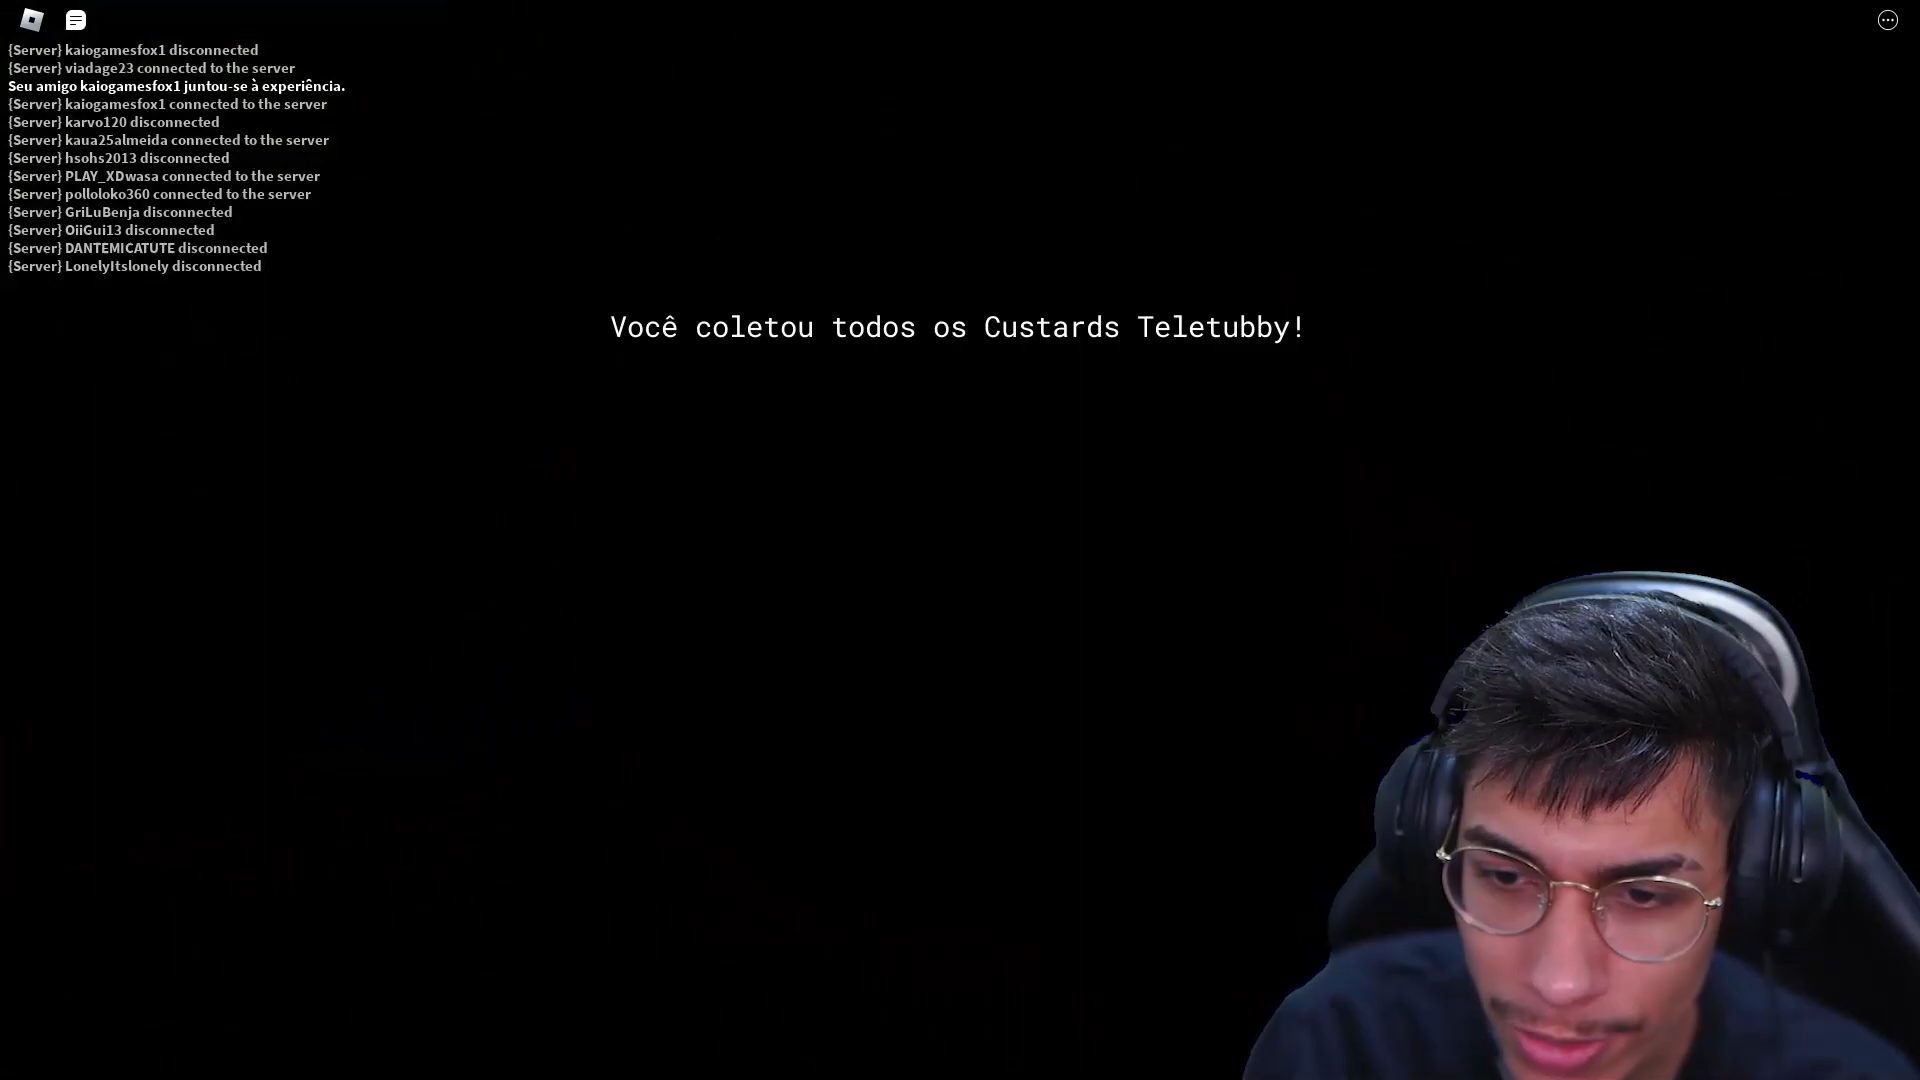 {Server} kaiogamesfox1 disconnected
{Server} viadage23 connected to the server
Seu amigo kaiogamesfox1 juntou-se à experiência.
{Server} kaiogamesfox1 connected to the server
{Server} karvo120 disconnected
{Server} kaua25almeida connected to the server
{Server} hsohs2013 disconnected
{Server} PLAY_XDwasa connected to the server
{Server} polloloko360 connected to the server
{Server} GriLuBenja disconnected
{Server} OiiGui13 disconnected
{Server} DANTEMICATUTE disconnected
{Server} LonelyItslonely disconnected
Você coletou todos os Custards Teletubby!